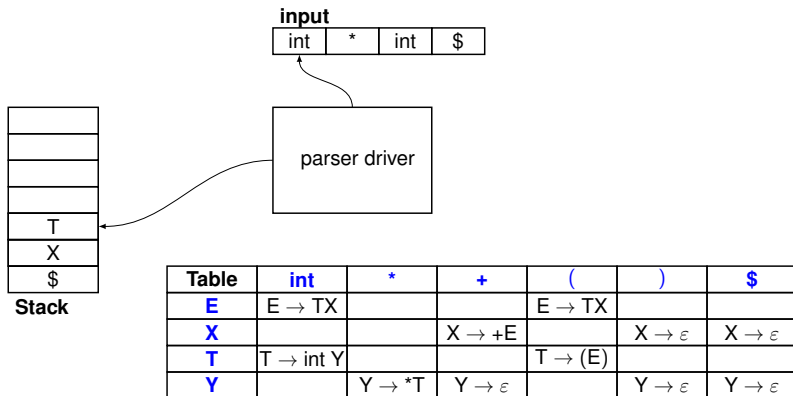 input
int * int $
parser driver
T
X
$
Stack
Table int * + ( ) $
E E → TX E → TX
X X → +E X → ε X → ε
T T → int Y T → (E)
Y Y → *T Y → ε Y → ε Y → ε